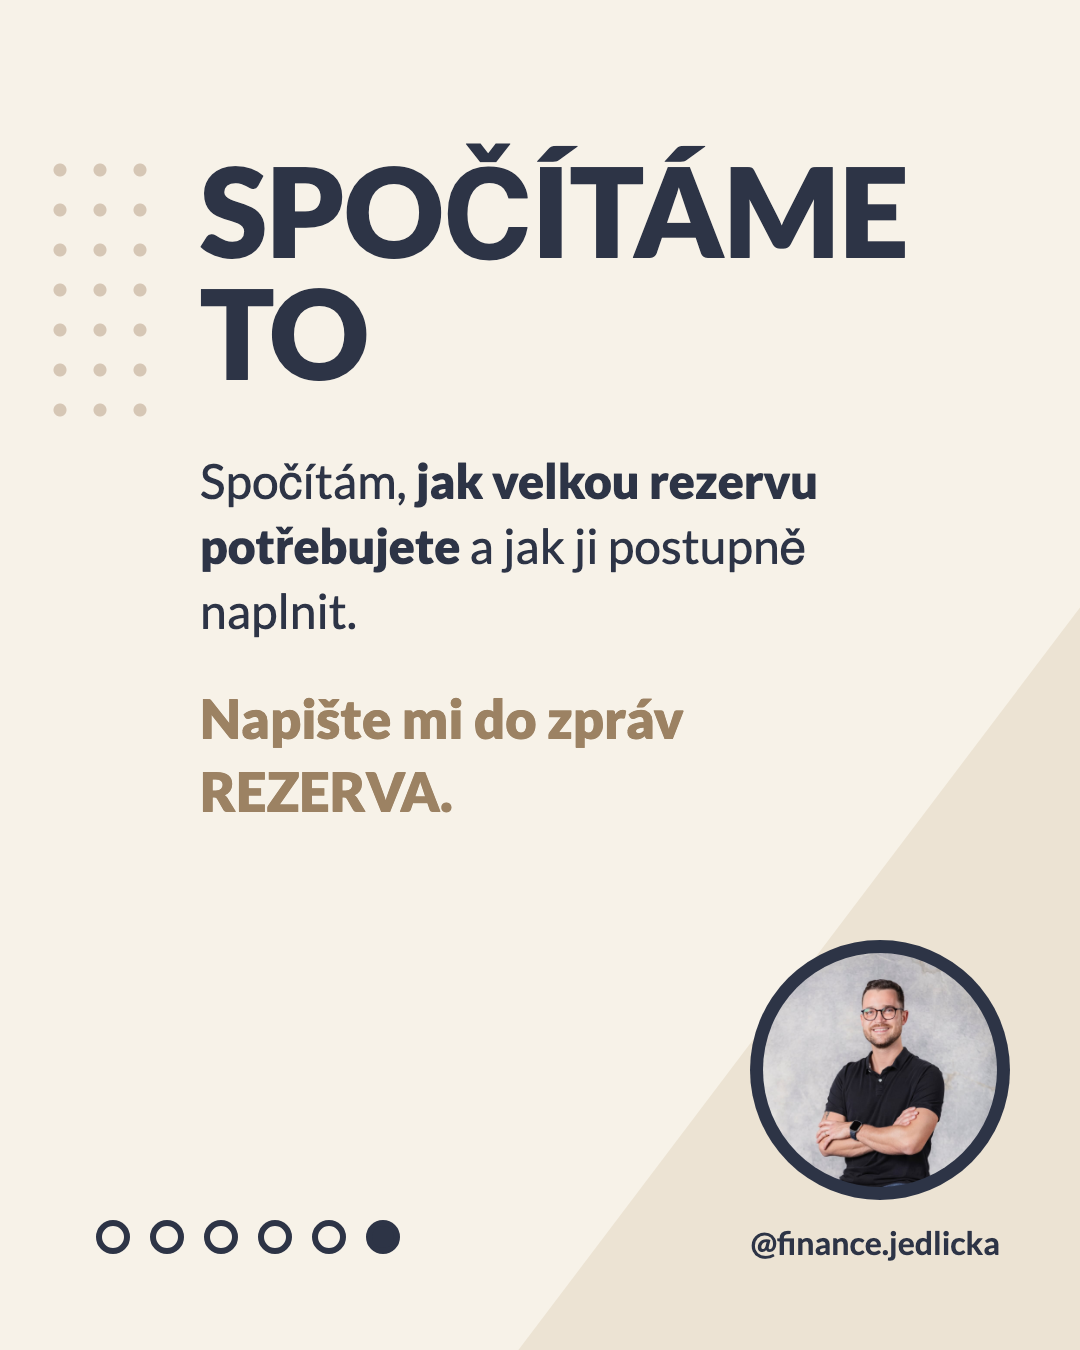 SPOČÍTÁME
TO
Spočítám, jak velkou rezervu
potřebujete a jak ji postupně
naplnit.
Napište mi do zpráv
REZERVA.
@finance.jedlicka